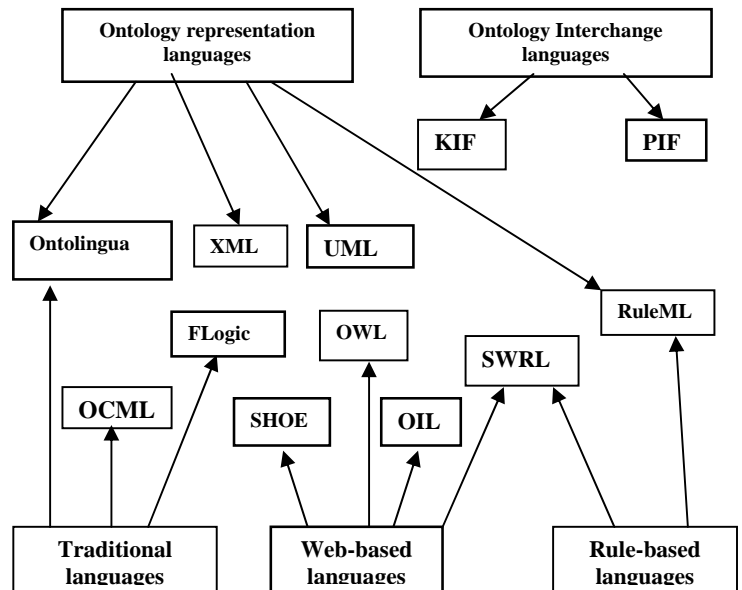 Ontology representation
languages
Ontology Interchange
languages
KIF
PIF
Ontolingua
XML
UML
RuleML
FLogic
OWL
SWRL
OCML
SHOE
OIL
Traditional
languages
Web-based
languages
Rule-based
languages